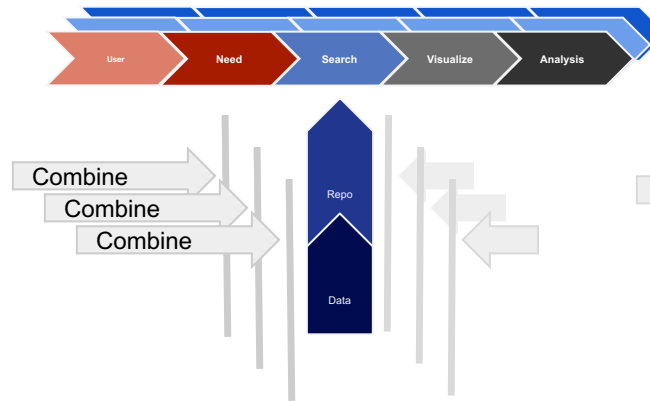 User Need Search Visualize Analysis
Combine
Repo
Combine
Combine
Data